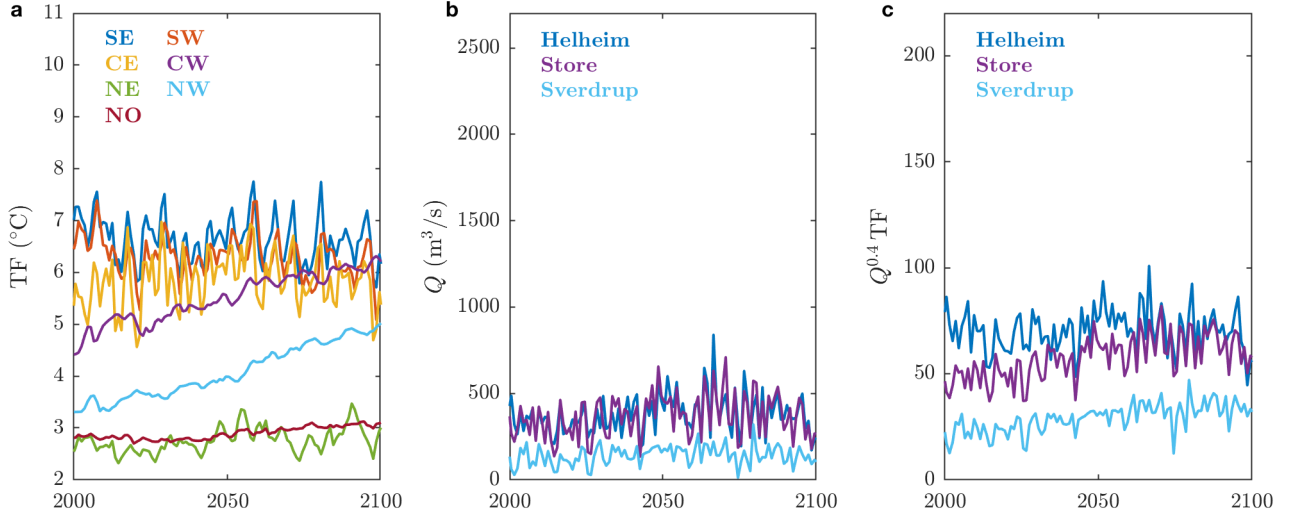 a
11
10
9
8
7
6
5
4
3
2
TF (°C)
SE SW
CE CW
NE NW
NO
2000 2050 2100
b
2500
2000
1500
1000
500
0
Q (m³/s)
Helheim
Store
Sverdrup
2000 2050 2100
c
200
150
100
50
0
Q^0.4 TF
Helheim
Store
Sverdrup
2000 2050 2100